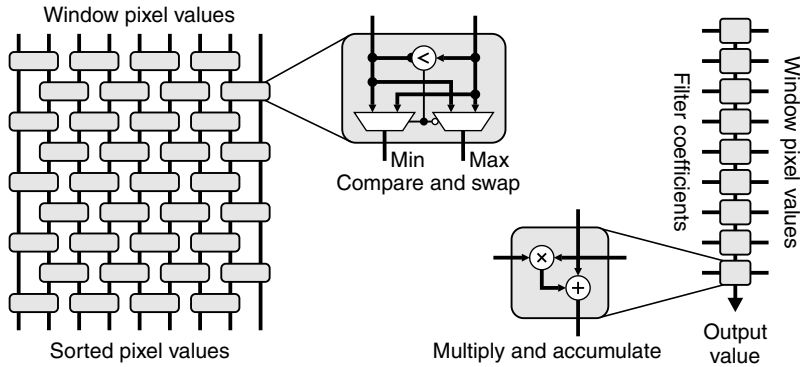 Window pixel values
<
Min
Max
Compare and swap
Sorted pixel values
Filter coefficients
Window pixel values
×
+
Multiply and accumulate
Output
value